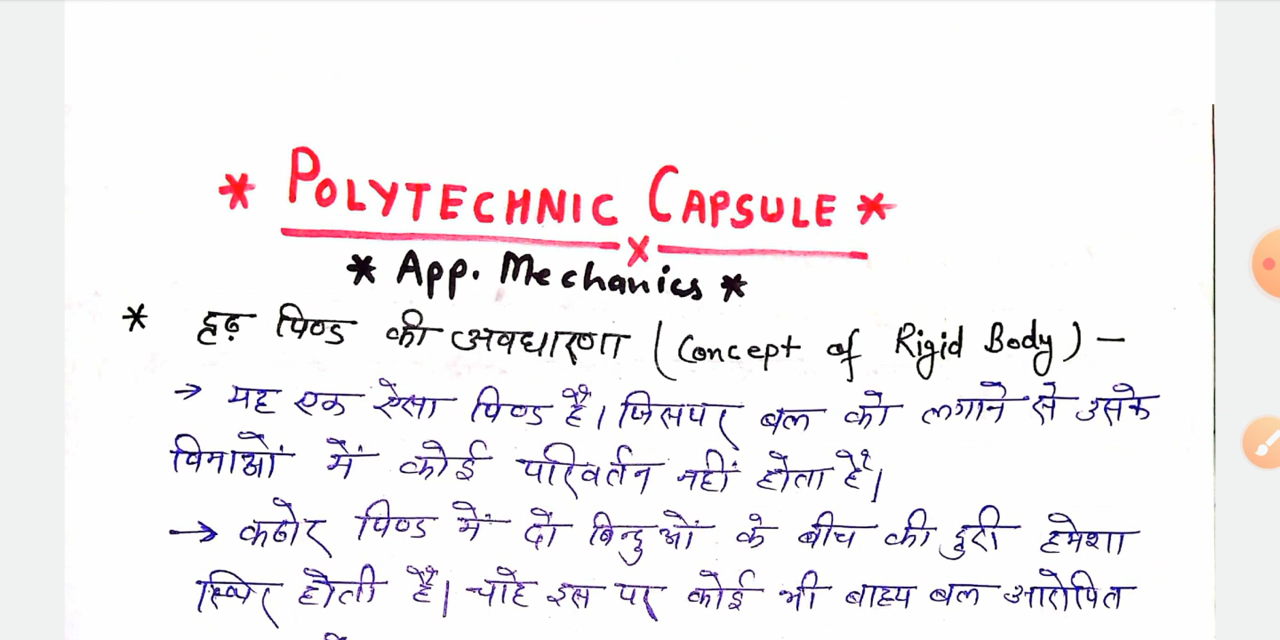 * POLYTECHNIC CAPSULE *
x
* App. Mechanics *
* दृढ़ पिण्ड की अवधारणा (Concept of Rigid Body) -
→ यह एक ऐसा पिण्ड है। जिसपर बल को लगाने से उसके
विमाओं में कोई परिवर्तन नहीं होता है।
→ कठोर पिण्ड में दो बिन्दुओं के बीच की दुरी हमेशा
स्थिर होती है। चाहे इस पर कोई भी बाह्य बल आरोपित